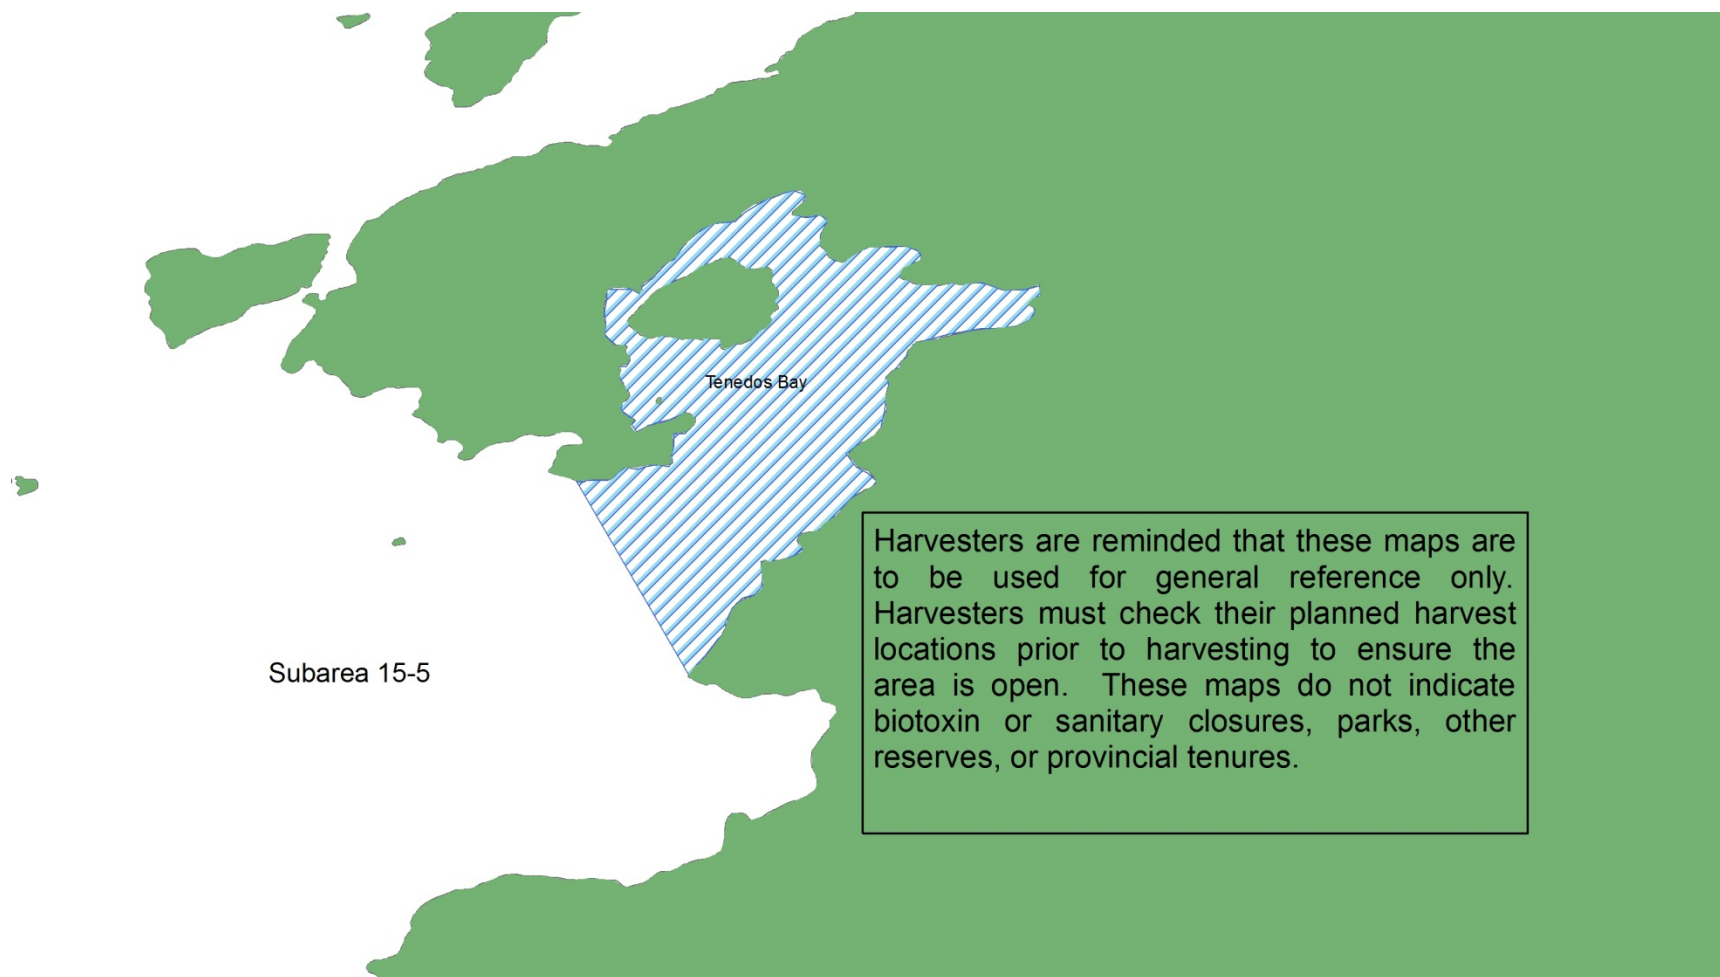 Tenedos Bay
Harvesters are reminded that these maps are
to be used for general reference only.
Harvesters must check their planned harvest
locations prior to harvesting to ensure the
area is open. These maps do not indicate
biotoxin or sanitary closures, parks, other
reserves, or provincial tenures.
Subarea 15-5